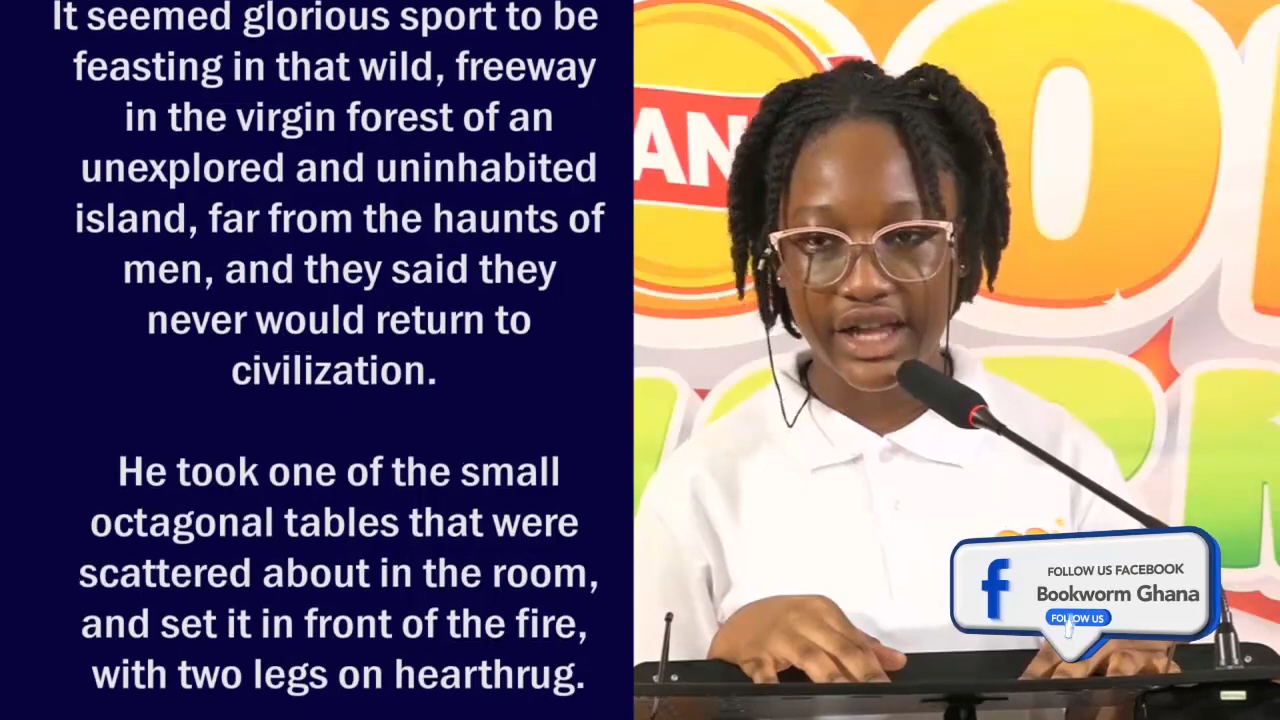 It seemed glorious sport to be
feasting in that wild, freeway
in the virgin forest of an
unexplored and uninhabited
island, far from the haunts of
men, and they said they
never would return to
civilization.
He took one of the small
octagonal tables that were
scattered about in the room,
and set it in front of the fire,
with two legs on hearthrug.
AN
FOLLOW US FACEBOOK
Bookworm Ghana
FOLLOW US